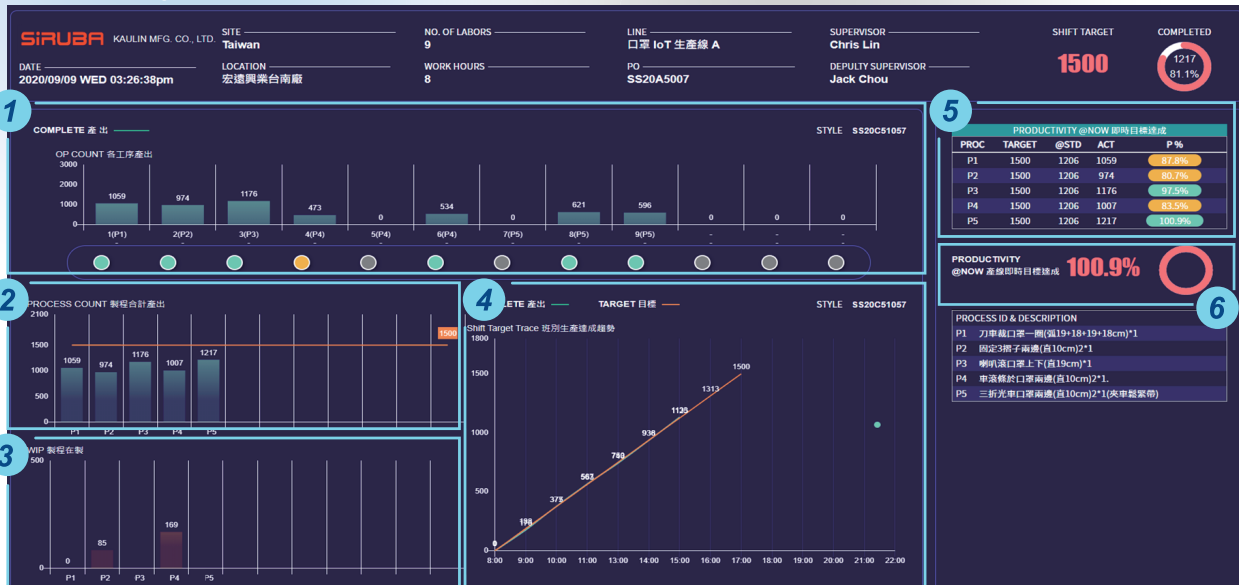 SiRUBA KAULIN MFG. CO., LTD.
SITE
Taiwan
NO. OF LABORS
9
LINE
口罩 IoT 生產線 A
SUPERVISOR
Chris Lin
SHIFT TARGET
1500
COMPLETED
1217
81.1%
DATE
2020/09/09 WED 03:26:38pm
LOCATION
宏遠興業台南廠
WORK HOURS
8
PO
SS20A5007
DEPULTY SUPERVISOR
Jack Chou
1
COMPLETE 產出
STYLE SS20C51057
OP COUNT 各工序產出
3000
2000
1000
0
1059 974 1176 473 0 534 0 621 596 0 0 0
1(P1) 2(P2) 3(P3) 4(P4) 5(P4) 6(P4) 7(P5) 8(P5) 9(P5) - - -
- - - - - - - - - - - -
2
PROCESS COUNT 製程合計產出
2100
1500
1000
500
0
1500
1059 974 1176 1007 1217
P1 P2 P3 P4 P5
3
WIP 製程在製
500
0
0 85 169
P1 P2 P3 P4 P5
4
LETE 產出 TARGET 目標
STYLE SS20C51057
Shift Target Trace 班別生產達成趨勢
1800
1500
1000
500
0
0
938
1313
1500
8:00 9:00 10:00 11:00 12:00 13:00 14:00 15:00 16:00 17:00 18:00 19:00 20:00 21:00 22:00
5
PRODUCTIVITY @NOW 即時目標達成
PROC TARGET @STD ACT P %
P1 1500 1206 1059 87.8%
P2 1500 1206 974 80.7%
P3 1500 1206 1176 97.5%
P4 1500 1206 1007 83.5%
P5 1500 1206 1217 100.9%
PRODUCTIVITY
@NOW 產線即時目標達成 100.9%
6
PROCESS ID & DESCRIPTION
P1 刀車裁口罩一圈(弧19+18+19+18cm)*1
P2 固定3摺子兩邊(直10cm)2*1
P3 喇叭滾口罩上下(直19cm)*1
P4 車滾條於口罩兩邊(直10cm)2*1.
P5 三折光車口罩兩邊(直10cm)2*1(夾車鬆緊帶)